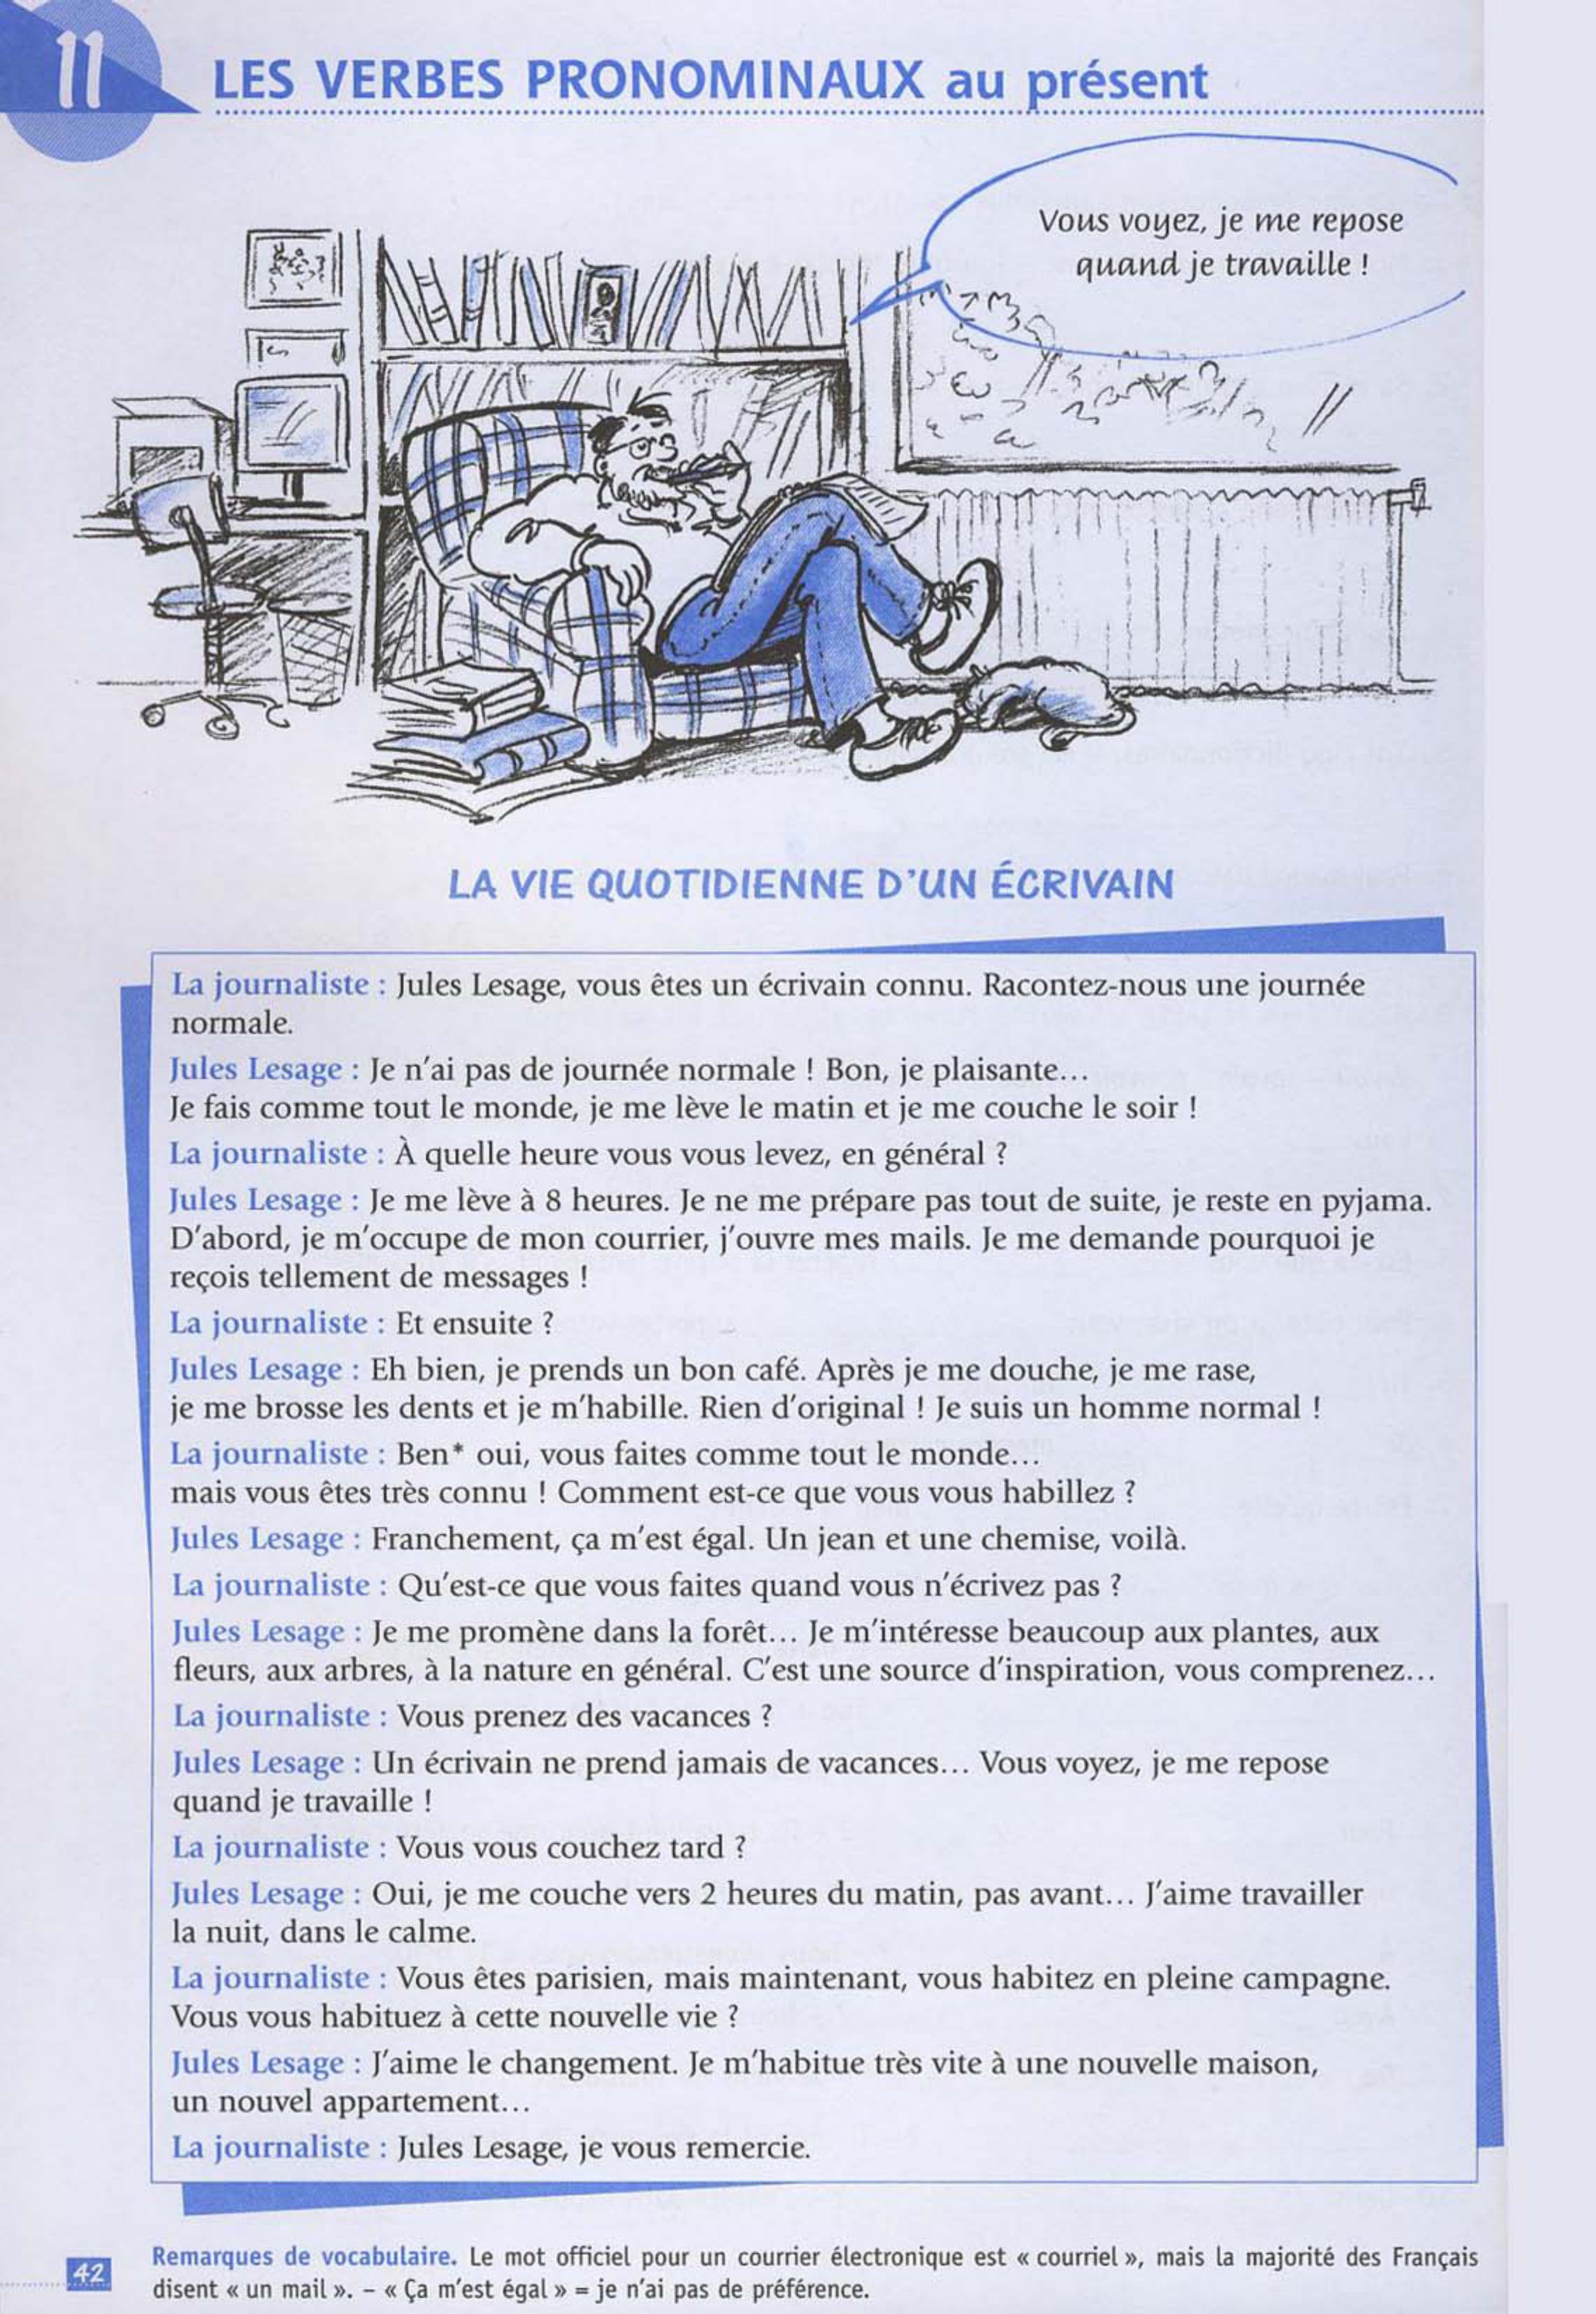 11
LES VERBES PRONOMINAUX au présent
Vous voyez, je me repose
quand je travaille !
LA VIE QUOTIDIENNE D'UN ÉCRIVAIN
La journaliste : Jules Lesage, vous êtes un écrivain connu. Racontez-nous une journée
normale.
Jules Lesage : Je n'ai pas de journée normale ! Bon, je plaisante...
Je fais comme tout le monde, je me lève le matin et je me couche le soir !
La journaliste : À quelle heure vous vous levez, en général ?
Jules Lesage : Je me lève à 8 heures. Je ne me prépare pas tout de suite, je reste en pyjama.
D'abord, je m'occupe de mon courrier, j'ouvre mes mails. Je me demande pourquoi je
reçois tellement de messages !
La journaliste : Et ensuite ?
Jules Lesage : Eh bien, je prends un bon café. Après je me douche, je me rase,
je me brosse les dents et je m'habille. Rien d'original ! Je suis un homme normal !
La journaliste : Ben* oui, vous faites comme tout le monde...
mais vous êtes très connu ! Comment est-ce que vous vous habillez ?
Jules Lesage : Franchement, ça m'est égal. Un jean et une chemise, voilà.
La journaliste : Qu'est-ce que vous faites quand vous n'écrivez pas ?
Jules Lesage : Je me promène dans la forêt... Je m'intéresse beaucoup aux plantes, aux
fleurs, aux arbres, à la nature en général. C'est une source d'inspiration, vous comprenez...
La journaliste : Vous prenez des vacances ?
Jules Lesage : Un écrivain ne prend jamais de vacances... Vous voyez, je me repose
quand je travaille !
La journaliste : Vous vous couchez tard ?
Jules Lesage : Oui, je me couche vers 2 heures du matin, pas avant... J'aime travailler
la nuit, dans le calme.
La journaliste : Vous êtes parisien, mais maintenant, vous habitez en pleine campagne.
Vous vous habituez à cette nouvelle vie ?
Jules Lesage : J'aime le changement. Je m'habitue très vite à une nouvelle maison,
un nouvel appartement...
La journaliste : Jules Lesage, je vous remercie.
42
Remarques de vocabulaire. Le mot officiel pour un courrier électronique est « courriel », mais la majorité des Français
disent « un mail ». – « Ça m'est égal » = je n'ai pas de préférence.